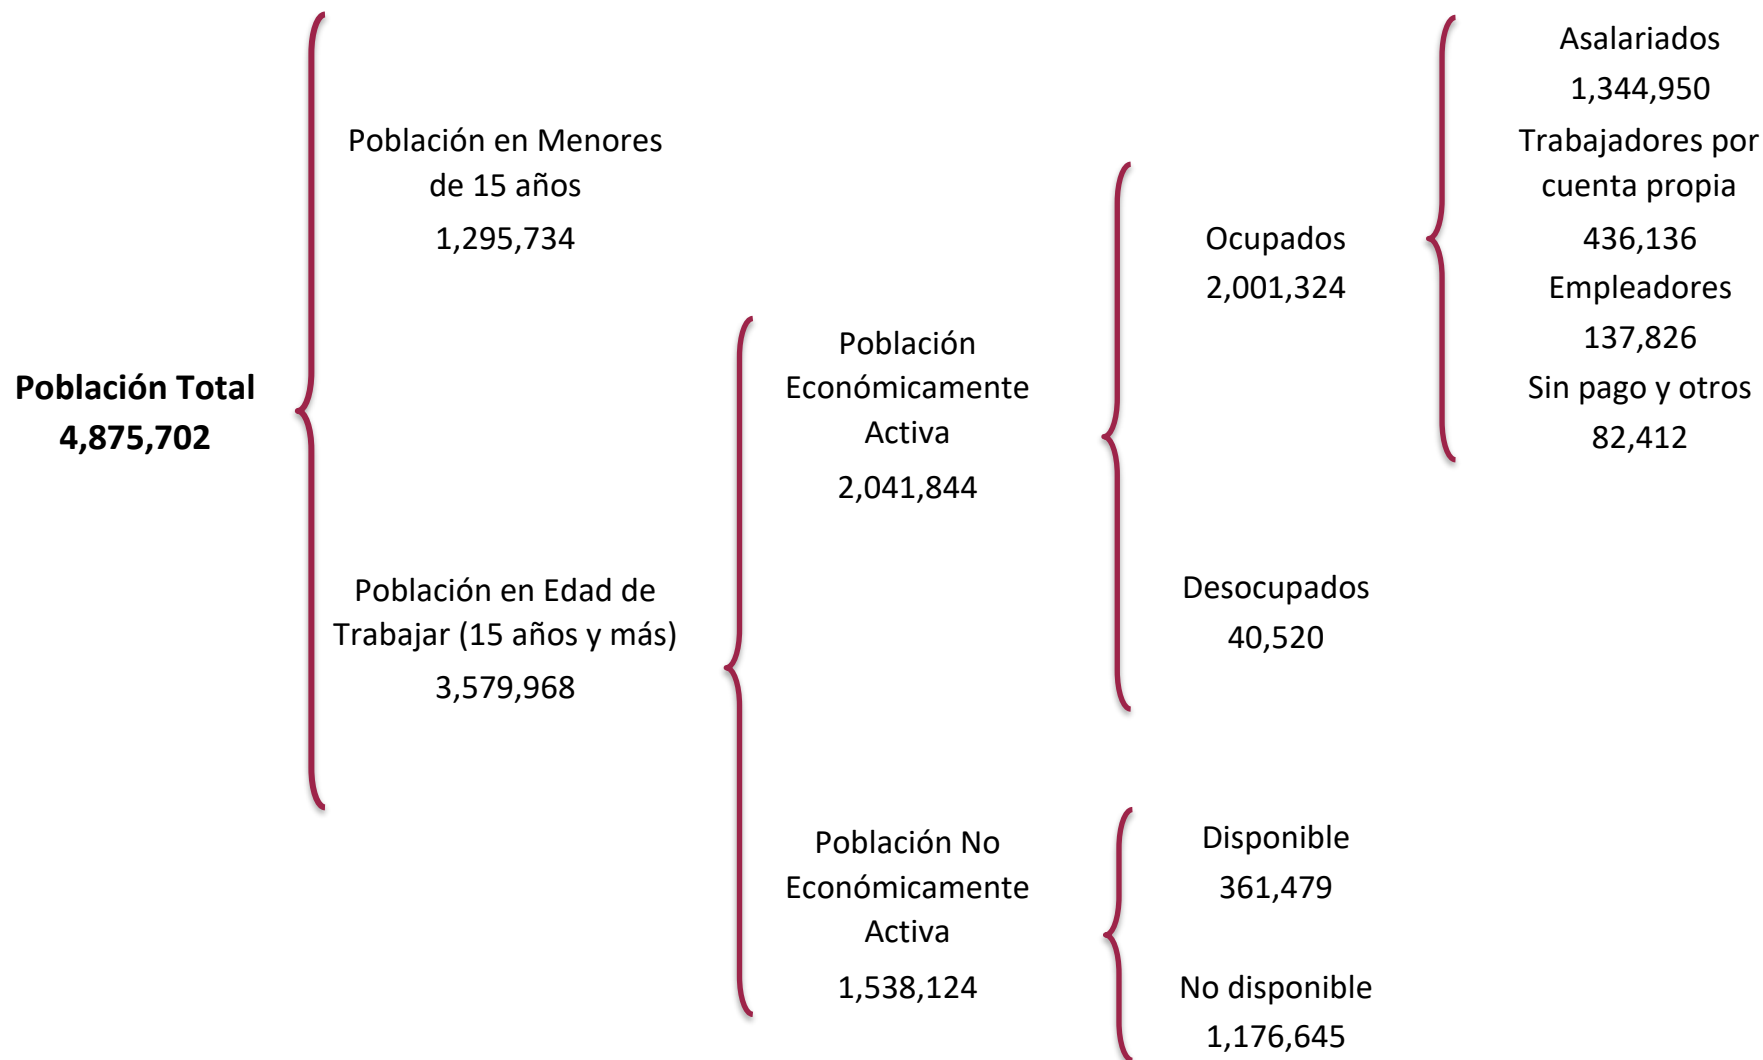 Población Total
4,875,702
Población en Menores
de 15 años
1,295,734
Población en Edad de
Trabajar (15 años y más)
3,579,968
Población
Económicamente
Activa
2,041,844
Población No
Económicamente
Activa
1,538,124
Ocupados
2,001,324
Desocupados
40,520
Disponible
361,479
No disponible
1,176,645
Asalariados
1,344,950
Trabajadores por
cuenta propia
436,136
Empleadores
137,826
Sin pago y otros
82,412